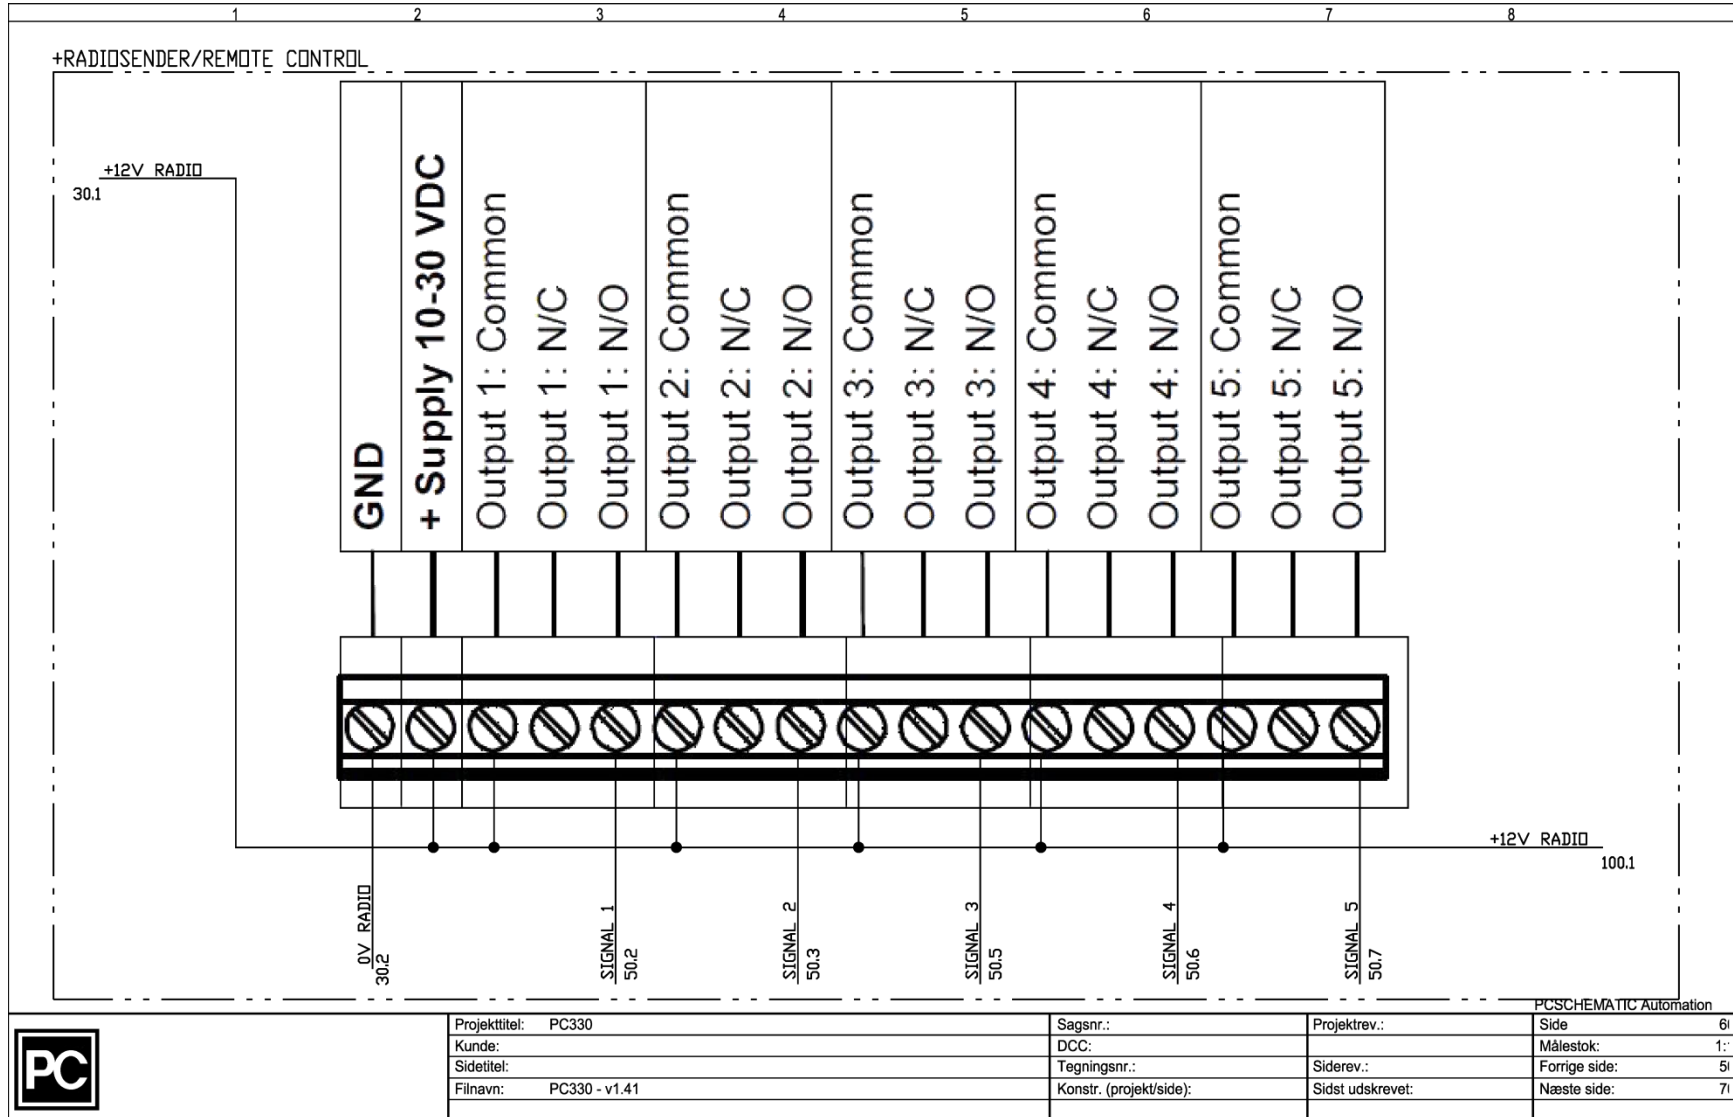 1 2 3 4 5 6 7 8
+RADIOSENDER/REMOTE CONTROL
+12V RADIO
30.1
GND
+ Supply 10-30 VDC
Output 1: Common
Output 1: N/C
Output 1: N/O
Output 2: Common
Output 2: N/C
Output 2: N/O
Output 3: Common
Output 3: N/C
Output 3: N/O
Output 4: Common
Output 4: N/C
Output 4: N/O
Output 5: Common
Output 5: N/C
Output 5: N/O
+12V RADIO
100.1
0V RADIO
30.2
SIGNAL 1
50.2
SIGNAL 2
50.3
SIGNAL 3
50.5
SIGNAL 4
50.6
SIGNAL 5
50.7
PCSCHEMATIC Automation
PC
Projekttitel: PC330
Kunde:
Sidetitel:
Filnavn: PC330 - v1.41
Sagsnr.:
DCC:
Tegningsnr.:
Konstr. (projekt/side):
Projektrev.:
Siderev.:
Sidst udskrevet:
Side
Målestok:
Forrige side:
Næste side: